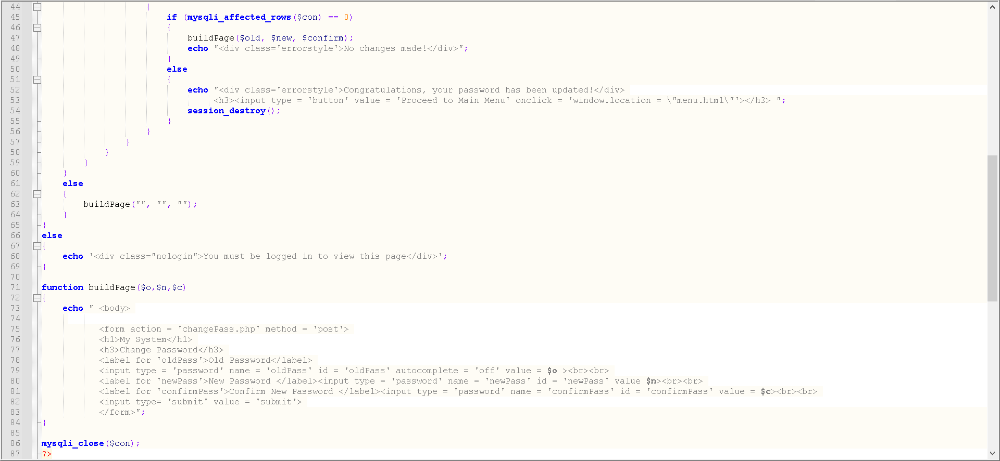 44 {
45 if (mysqli_affected_rows($con) == 0)
46 {
47 buildPage($old, $new, $confirm);
48 echo "<div class='errorstyle'>No changes made!</div>";
49 }
50 else
51 {
52 echo "<div class='errorstyle'>Congratulations, your password has been updated!</div>
53 <h3><input type = 'button' value = 'Proceed to Main Menu' onclick = 'window.location = \"menu.html\"'></h3> ";
54 session_destroy();
55 }
56 }
57 }
58 }
59 }
60 }
61 else
62 {
63 buildPage("", "", "");
64 }
65 }
66 else
67 {
68 echo '<div class="nologin">You must be logged in to view this page</div>';
69 }
70
71 function buildPage($o,$n,$c)
72 {
73 echo " <body>
74
75 <form action = 'changePass.php' method = 'post'>
76 <h1>My System</h1>
77 <h3>Change Password</h3>
78 <label for 'oldPass'>Old Password</label>
79 <input type = 'password' name = 'oldPass' id = 'oldPass' autocomplete = 'off' value = $o ><br><br>
80 <label for 'newPass'>New Password </label><input type = 'password' name = 'newPass' id = 'newPass' value $n><br><br>
81 <label for 'confirmPass'>Confirm New Password </label><input type = 'password' name = 'confirmPass' id = 'confirmPass' value = $c><br><br>
82 <input type= 'submit' value = 'submit'>
83 </form>";
84 }
85
86 mysqli_close($con);
87 ?>